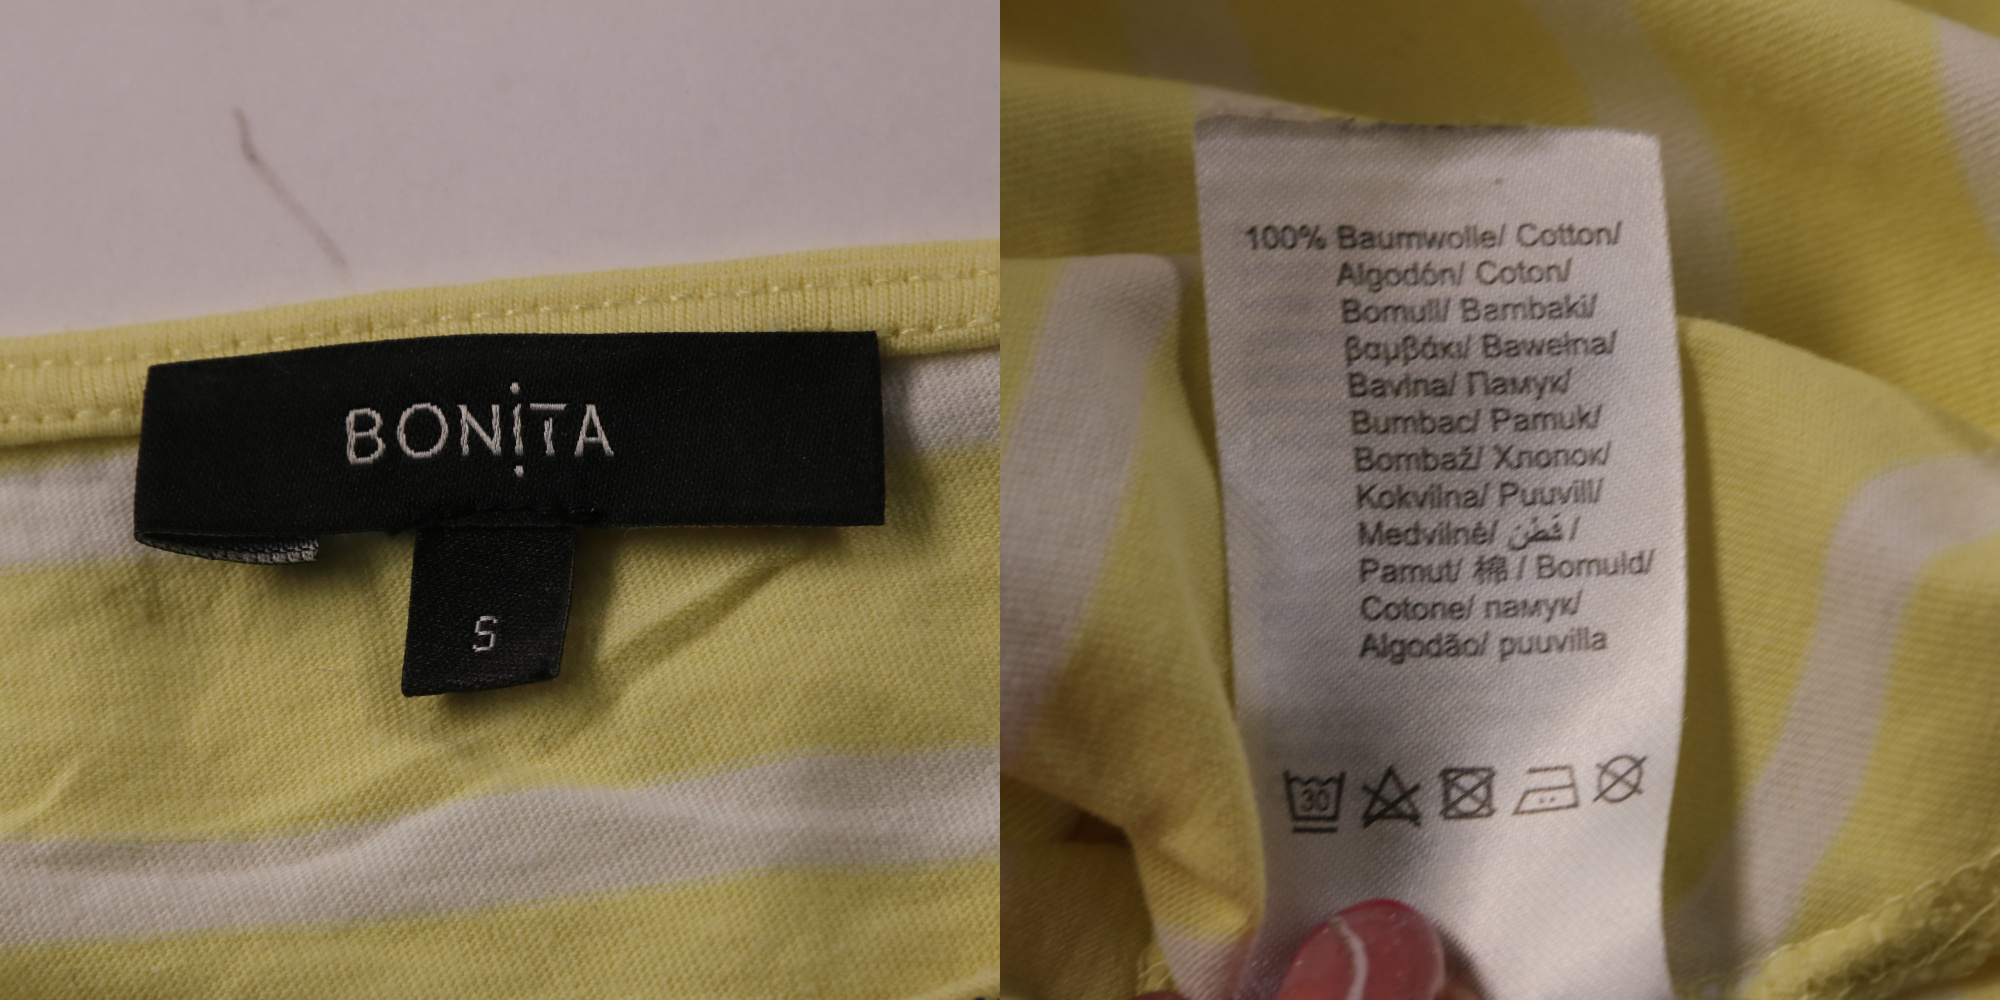 BONITA
S
100% Baumwolle/ Cotton/
Algodón/ Coton/
Bomull/ Bambaki/
βαμβάκι/ Bawełna/
Bavlna/ Памук/
Bumbac/ Pamuk/
Bombaž/ Хлопок/
Kokvilna/ Puuvill/
Medvilnė/ قُطْن /
Pamut/ 棉 / Bomuld/
Cotone/ памук/
Algodão/ puuvilla
30